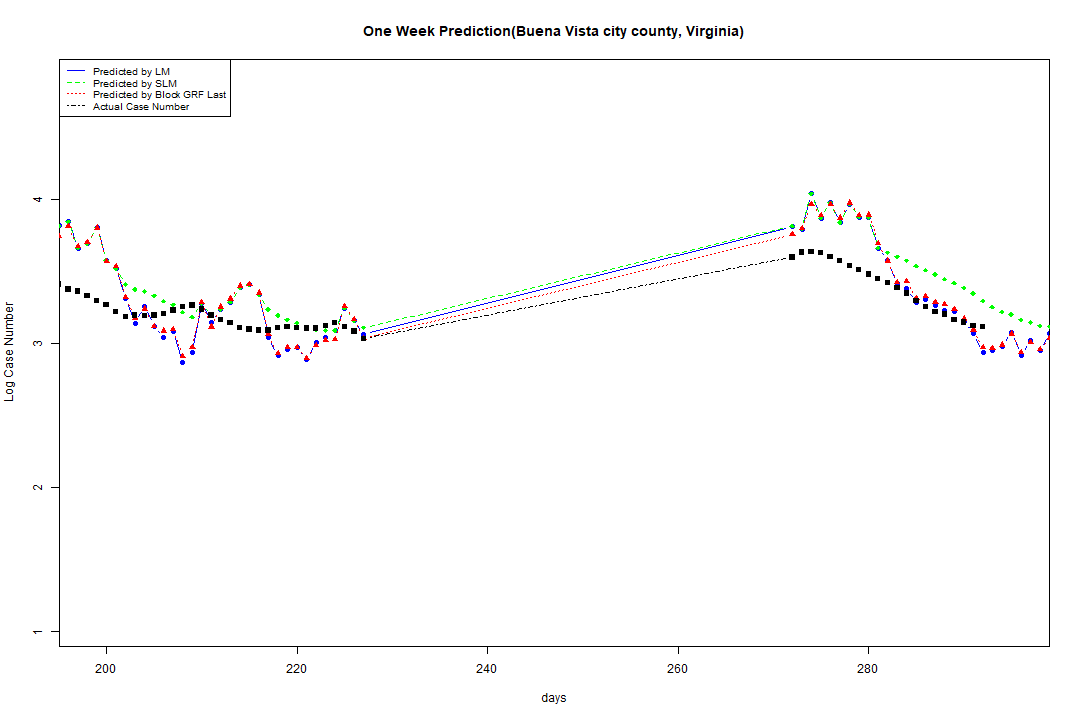 One Week Prediction(Buena Vista city county, Virginia)
Predicted by LM
Predicted by SLM
Predicted by Block GRF Last
Actual Case Number
Log Case Number
4
3
2
1
200 220 240 260 280
days